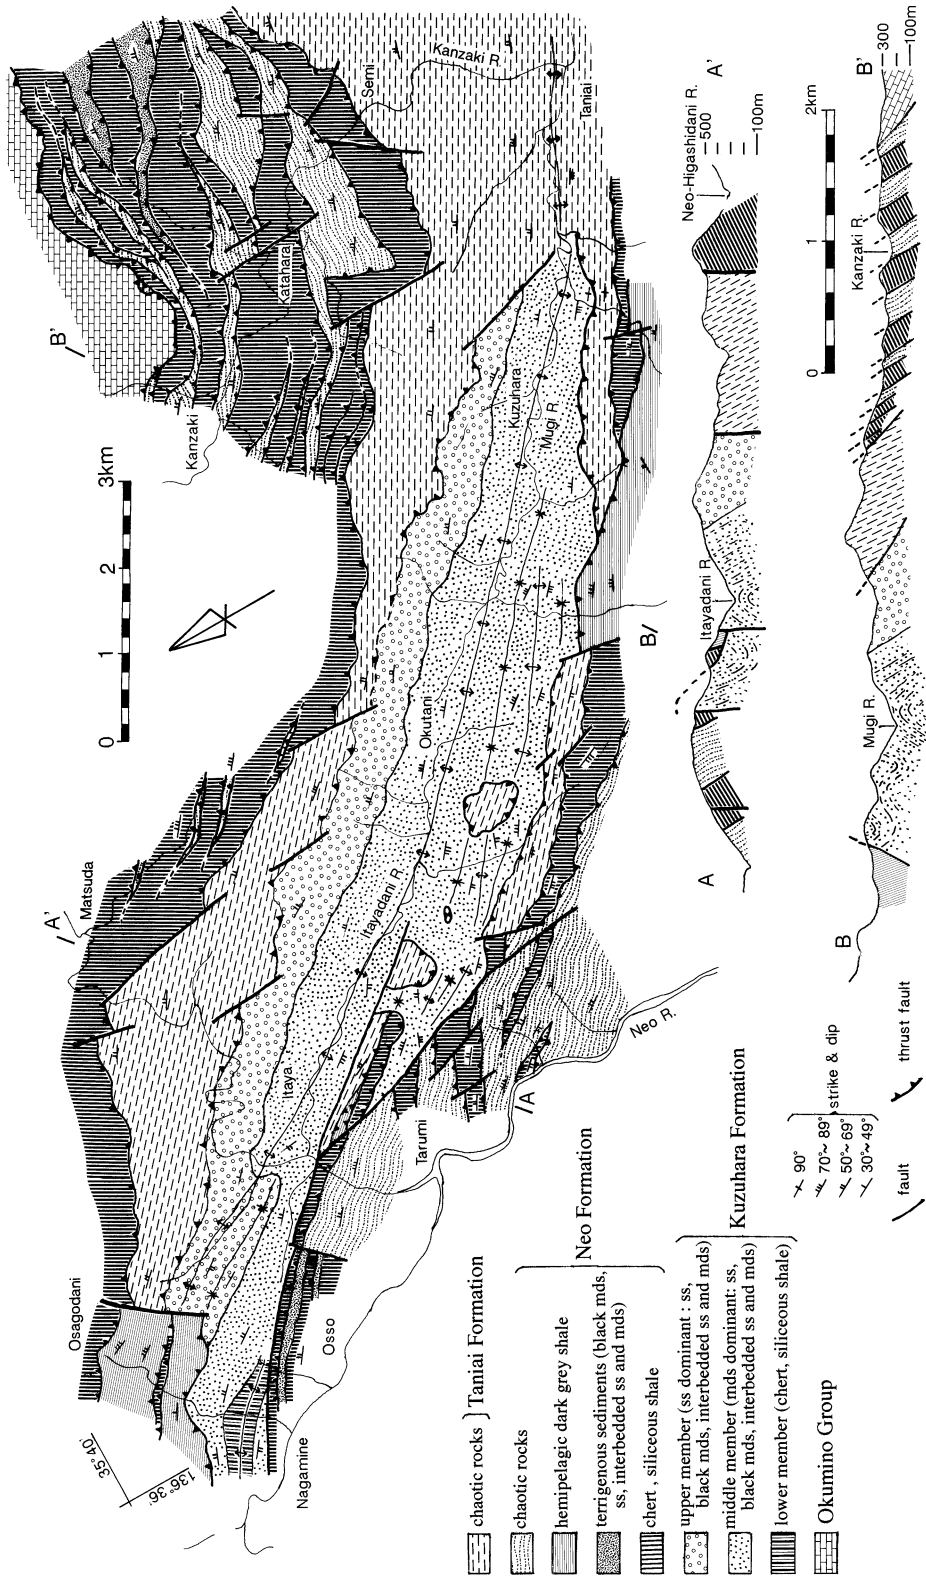 35° 40'
136° 36'
Osagodani
Nagamine
Osso
Itaya
Tarumi
Neo R.
A'
Matsuda
Itayadani R.
Okutani
A
B
0
1
2
3km
Kanzaki
B'
Katahara
Semi
Kanzaki R.
Taniai
Kuzuhara
Mugi R.
A
Itayadani R.
Neo-Higashidani R.
A'
500
100m
0
1
2km
B
Mugi R.
Kanzaki R.
B'
300
100m
chaotic rocks } Taniai Formation
chaotic rocks
hemipelagic dark grey shale
terrigenous sediments (black mds,
ss, interbedded ss and mds)
chert , siliceous shale
Neo Formation
upper member (ss dominant : ss,
black mds, interbedded ss and mds)
middle member (mds dominant: ss,
black mds, interbedded ss and mds)
lower member (chert, siliceous shale)
Kuzuhara Formation
Okumino Group
90°
70°~ 89°
50°~ 69°
30°~ 49°
strike & dip
fault
thrust fault